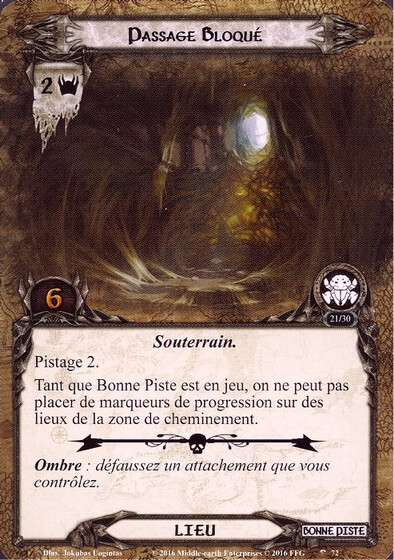 Passage Bloqué
2
6
21/30
Souterrain.
Pistage 2.
Tant que Bonne Piste est en jeu, on ne peut pas
placer de marqueurs de progression sur des
lieux de la zone de cheminement.
Ombre : défaussez un attachement que vous
contrôlez.
LIEU
BONNE PISTE
Illus. Jokubas Uogintas © 2016 Middle-earth Enterprises © 2016 FFG 72